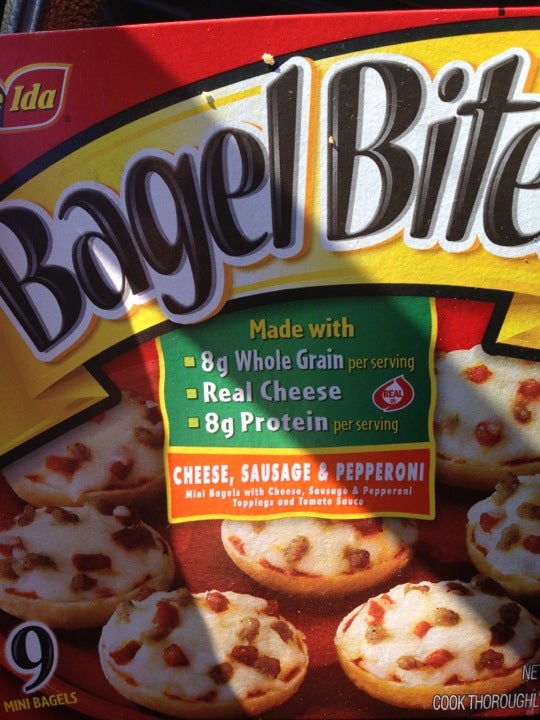 Ida
Bagel Bite
Made with
8g Whole Grain per serving
Real Cheese
REAL
8g Protein per serving
CHEESE, SAUSAGE & PEPPERONI
Mini Bagels with Cheese, Sausage & Pepperoni
Toppings and Tomato Sauce
9
MINI BAGELS
NE
COOK THOROUGHL